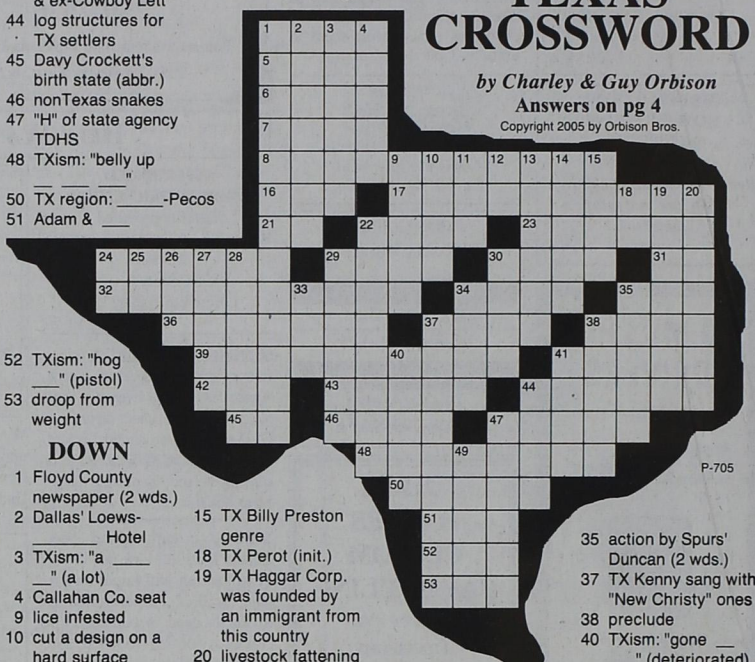 & ex-Cowboy Lett
44 log structures for
TX settlers
45 Davy Crockett's
birth state (abbr.)
46 nonTexas snakes
47 "H" of state agency
TDHS
48 TXism: "belly up
__ ___ ___"
50 TX region: _____-Pecos
51 Adam & ___
52 TXism: "hog
___" (pistol)
53 droop from
weight
DOWN
1 Floyd County
newspaper (2 wds.)
2 Dallas' Loews-
_______ Hotel
3 TXism: "a ____
__" (a lot)
4 Callahan Co. seat
9 lice infested
10 cut a design on a
hard surface
TEXAS
CROSSWORD
by Charley & Guy Orbison
Answers on pg 4
Copyright 2005 by Orbison Bros.
1 2 3 4
5
6
7
8 9 10 11 12 13 14 15
16 17 18 19 20
21 22 23
24 25 26 27 28 29 30 31
32 33 34 35
36 37 38
39 40 41
42 43 44
45 46 47
48 49
50
51
52
53
P-705
15 TX Billy Preston
genre
18 TX Perot (init.)
19 TX Haggar Corp.
was founded by
an immigrant from
this country
20 livestock fattening
35 action by Spurs'
Duncan (2 wds.)
37 TX Kenny sang with
"New Christy" ones
38 preclude
40 TXism: "gone __
___" (deteriorated)